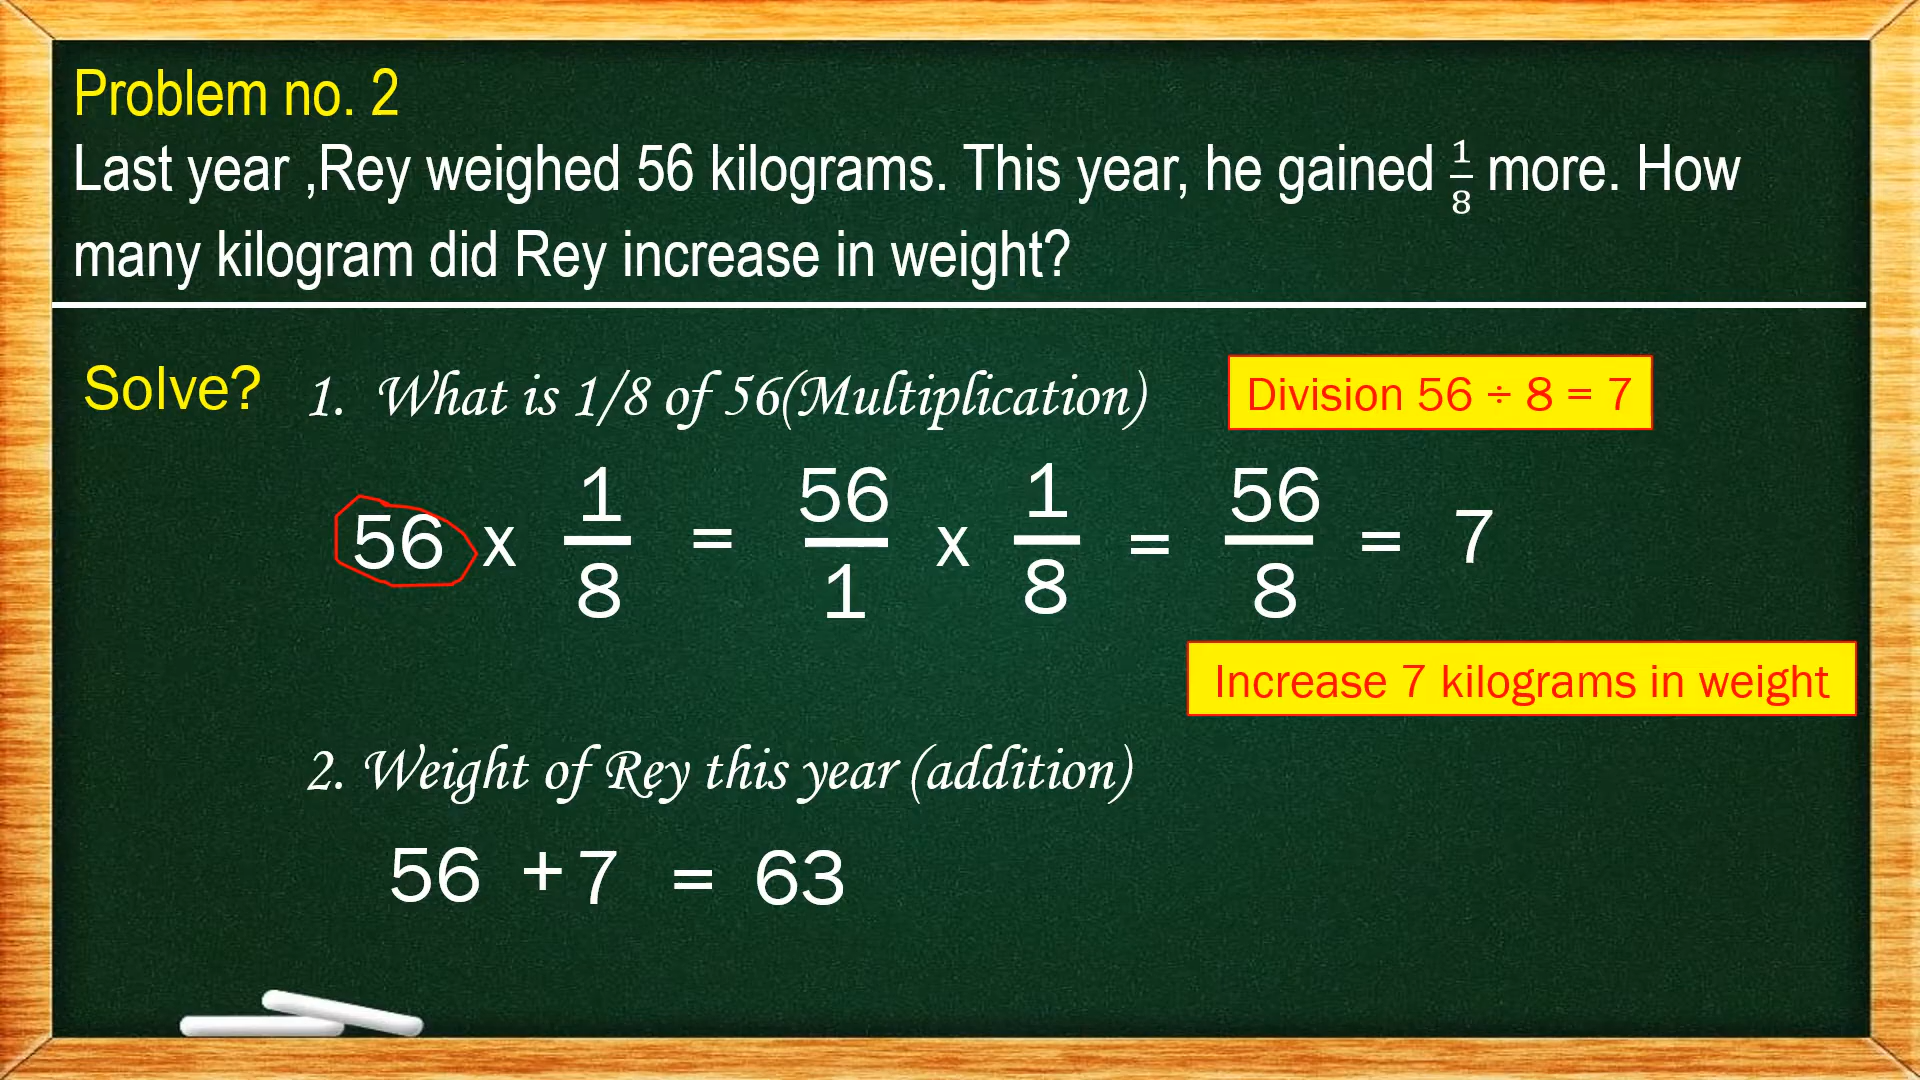 Problem no. 2
Last year ,Rey weighed 56 kilograms. This year, he gained 1/8 more. How
many kilogram did Rey increase in weight?
Solve?
1. What is 1/8 of 56(Multiplication)
Division 56 ÷ 8 = 7
56 x 1/8 = 56/1 x 1/8 = 56/8 = 7
Increase 7 kilograms in weight
2. Weight of Rey this year (addition)
56 + 7 = 63